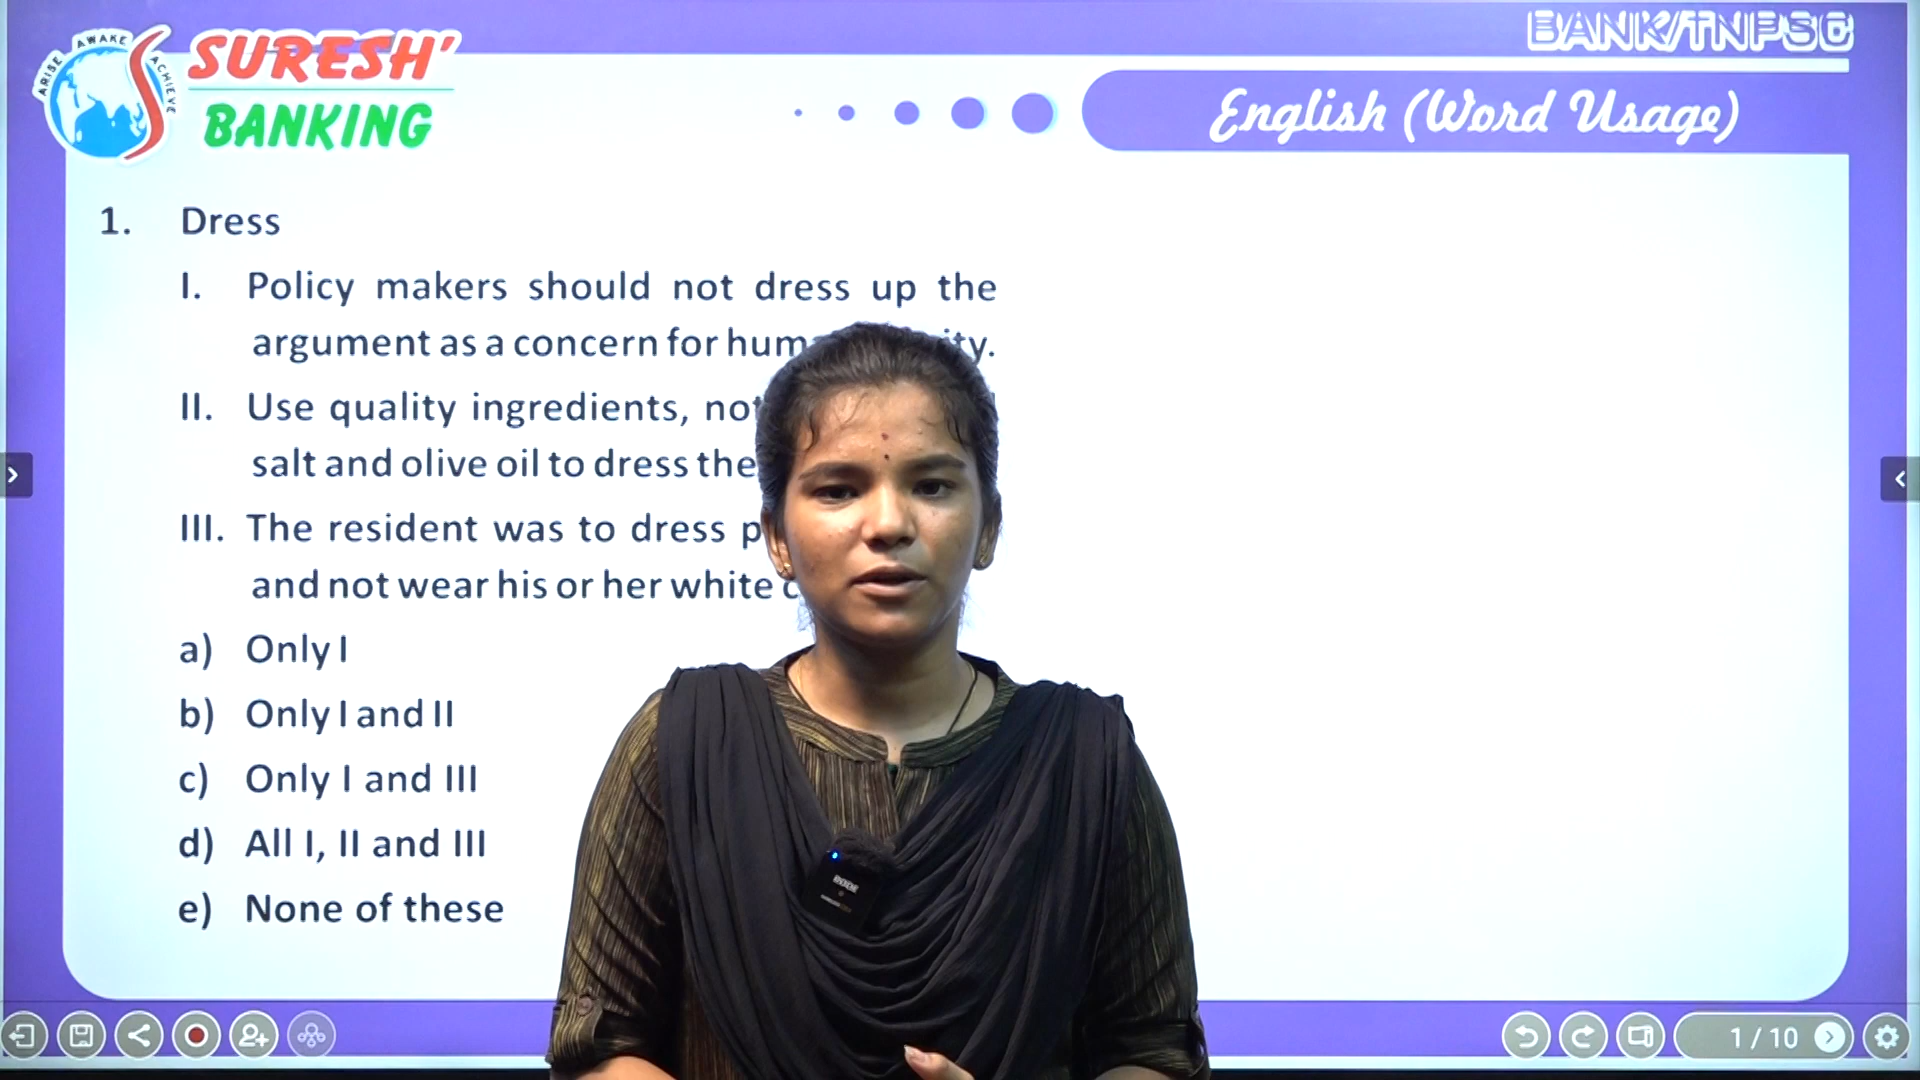 ARISE AWAKE ACHIEVE
SURESH'
BANKING
BANK/TNPSC
English (Word Usage)
1. Dress
I. Policy makers should not dress up the
argument as a concern for
II. Use quality ingredients,
salt and olive oil to dress the
III. The resident was to dress
and not wear his or her white
a) Only I
b) Only I and II
c) Only I and III
d) All I, II and III
e) None of these
1 / 10